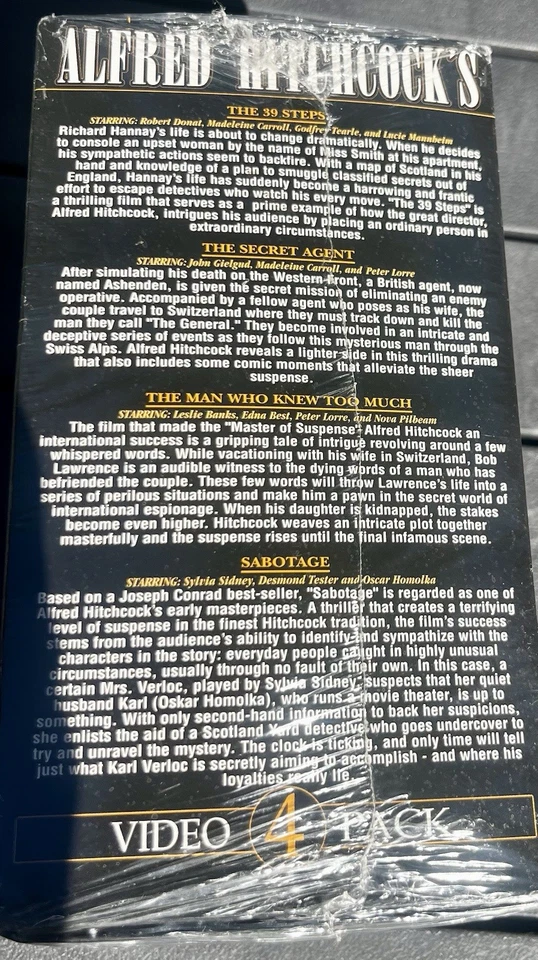 ALFRED HITCHCOCK'S
THE 39 STEPS
STARRING: Robert Donat, Madeleine Carroll, Godfrey Tearle, and Lucie Mannheim
Richard Hannay's life is about to change dramatically. When he decides
to console an upset woman by the name of Miss Smith at his apartment,
his sympathetic actions seem to backfire. With a map of Scotland in his
hand and knowledge of a plan to smuggle classified secrets out of
England, Hannay's life has suddenly become a harrowing and frantic
effort to escape detectives who watch his every move. "The 39 Steps" is
a thrilling film that serves as a prime example of how the great director,
Alfred Hitchcock, intrigues his audience by placing an ordinary person in
extraordinary circumstances.
THE SECRET AGENT
STARRING: John Gielgud, Madeleine Carroll, and Peter Lorre
After simulating his death on the Western Front, a British agent, now
named Ashenden, is given the secret mission of eliminating an enemy
operative. Accompanied by a fellow agent who poses as his wife, the
couple travel to Switzerland where they must track down and kill the
man they call "The General." They become involved in an intricate and
deceptive series of events as they follow this mysterious man through the
Swiss Alps. Alfred Hitchcock reveals a lighter side in this thrilling drama
that also includes some comic moments that alleviate the sheer
suspense.
THE MAN WHO KNEW TOO MUCH
STARRING: Leslie Banks, Edna Best, Peter Lorre, and Nova Pilbeam
The film that made the "Master of Suspense" Alfred Hitchcock an
international success is a gripping tale of intrigue revolving around a few
whispered words. While vacationing with his wife in Switzerland, Bob
Lawrence is an audible witness to the dying words of a man who has
befriended the couple. These few words will throw Lawrence's life into a
series of perilous situations and make him a pawn in the secret world of
international espionage. When his daughter is kidnapped, the stakes
become even higher. Hitchcock weaves an intricate plot together
masterfully and the suspense rises until the final infamous scene.
SABOTAGE
STARRING: Sylvia Sidney, Desmond Tester and Oscar Homolka
Based on a Joseph Conrad best-seller, "Sabotage" is regarded as one of
Alfred Hitchcock's early masterpieces. A thriller that creates a terrifying
level of suspense in the finest Hitchcock tradition, the film's success
stems from the audience's ability to identify and sympathize with the
characters in the story: everyday people caught in highly unusual
circumstances, usually through no fault of their own. In this case, a
certain Mrs. Verloc, played by Sylvia Sidney, suspects that her quiet
husband Karl (Oskar Homolka), who runs a movie theater, is up to
something. With only second-hand information to back her suspicions,
she enlists the aid of a Scotland Yard detective who goes undercover to
try and unravel the mystery. The clock is ticking, and only time will tell
just what Karl Verloc is secretly aiming to accomplish - and where his
loyalties really lie.
VIDEO 4 PACK